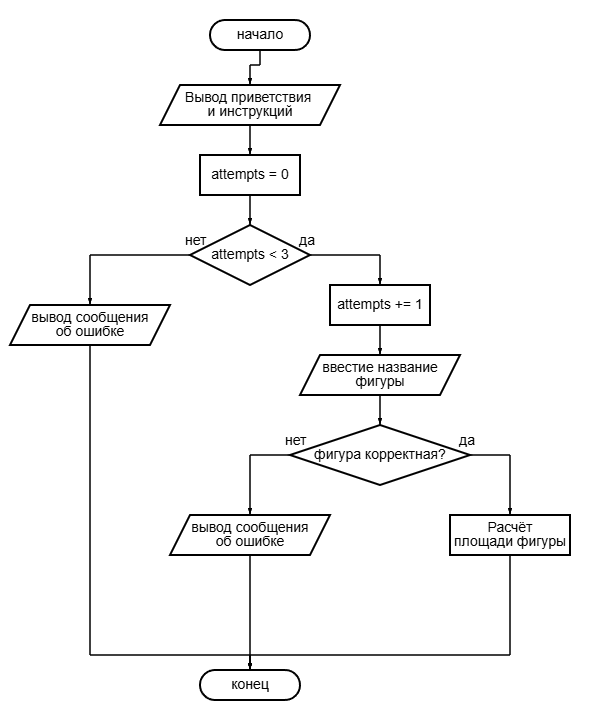 начало
Вывод приветствия
и инструкций
attempts = 0
нет
да
attempts < 3
attempts += 1
вывод сообщения
об ошибке
ввестие название
фигуры
нет
да
фигура корректная?
вывод сообщения
об ошибке
Расчёт
площади фигуры
конец